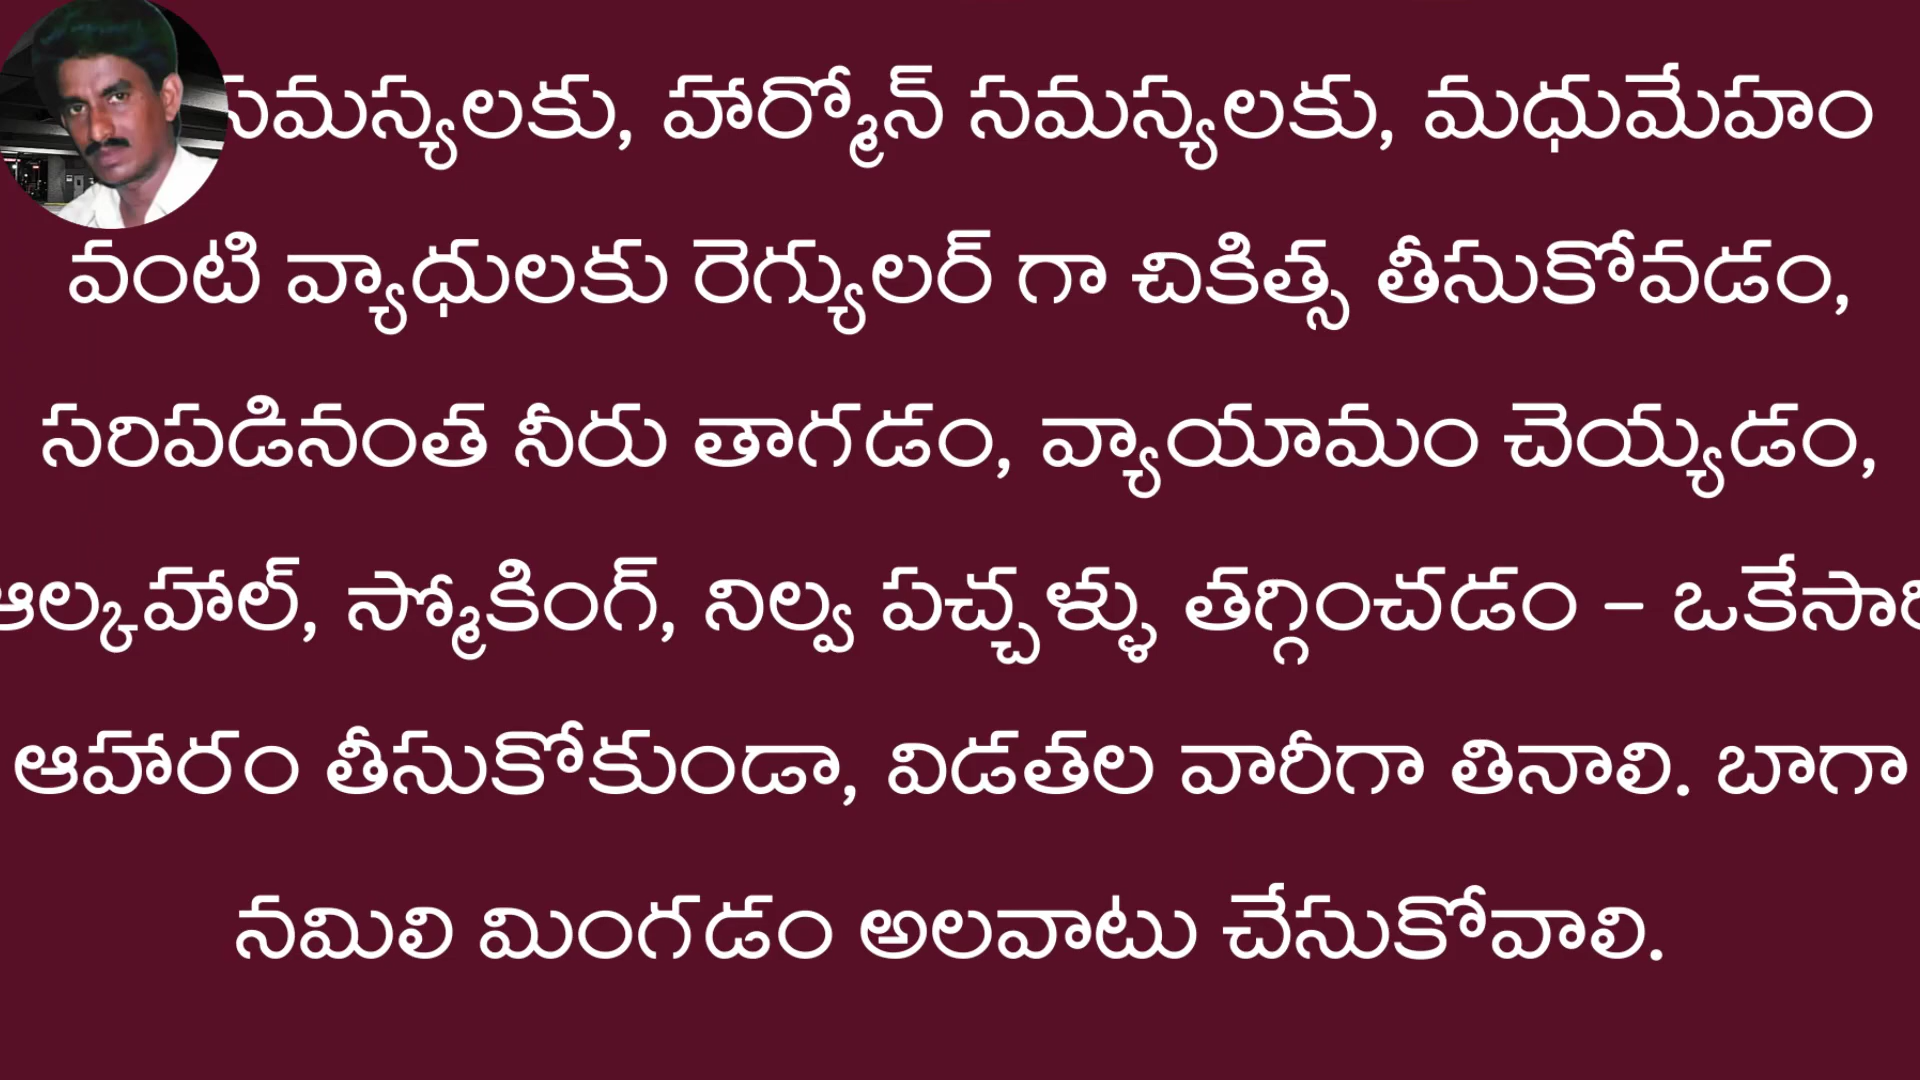 సమస్యలకు, హార్మోన్ సమస్యలకు, మధుమేహం
వంటి వ్యాధులకు రెగ్యులర్ గా చికిత్స తీసుకోవడం,
సరిపడినంత నీరు తాగడం, వ్యాయామం చెయ్యడం,
ఆల్కహాల్, స్మోకింగ్, నిల్వ పచ్చళ్ళు తగ్గించడం – ఒకేసారి
ఆహారం తీసుకోకుండా, విడతల వారీగా తినాలి. బాగా
నమిలి మింగడం అలవాటు చేసుకోవాలి.